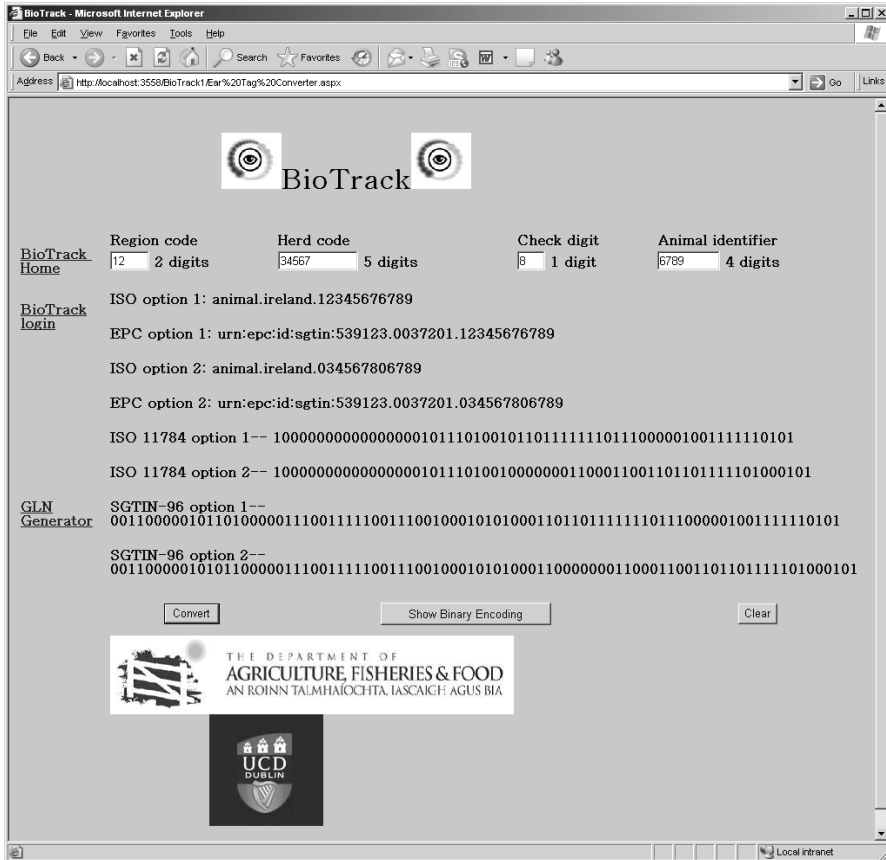 BioTrack - Microsoft Internet Explorer
File Edit View Favorites Tools Help
Back Search Favorites
Address http://localhost:3558/BioTrack1/Ear%20Tag%20Converter.aspx Go Links
BioTrack
Region code Herd code Check digit Animal identifier
12 2 digits 34567 5 digits 8 1 digit 6789 4 digits
BioTrack
Home
ISO option 1: animal.ireland.12345676789
BioTrack
login
EPC option 1: urn:epc:id:sgtin:539123.0037201.12345676789
ISO option 2: animal.ireland.034567806789
EPC option 2: urn:epc:id:sgtin:539123.0037201.034567806789
ISO 11784 option 1-- 1000000000000000010111010010110111111101110000010011111110101
ISO 11784 option 2-- 10000000000000000101110100100000001100011001101101111101000101
GLN
Generator
SGTIN-96 option 1--
001100000101101000001110011111001110010001010100011011011111110111000001001111110101
SGTIN-96 option 2--
00110000010101100000111001111100111001000101010001100000001100011001101101111101000101
Convert Show Binary Encoding Clear
THE DEPARTMENT OF
AGRICULTURE, FISHERIES & FOOD
AN ROINN TALMHAÍOCHTA, IASCAIGH AGUS BIA
UCD
DUBLIN
Local intranet